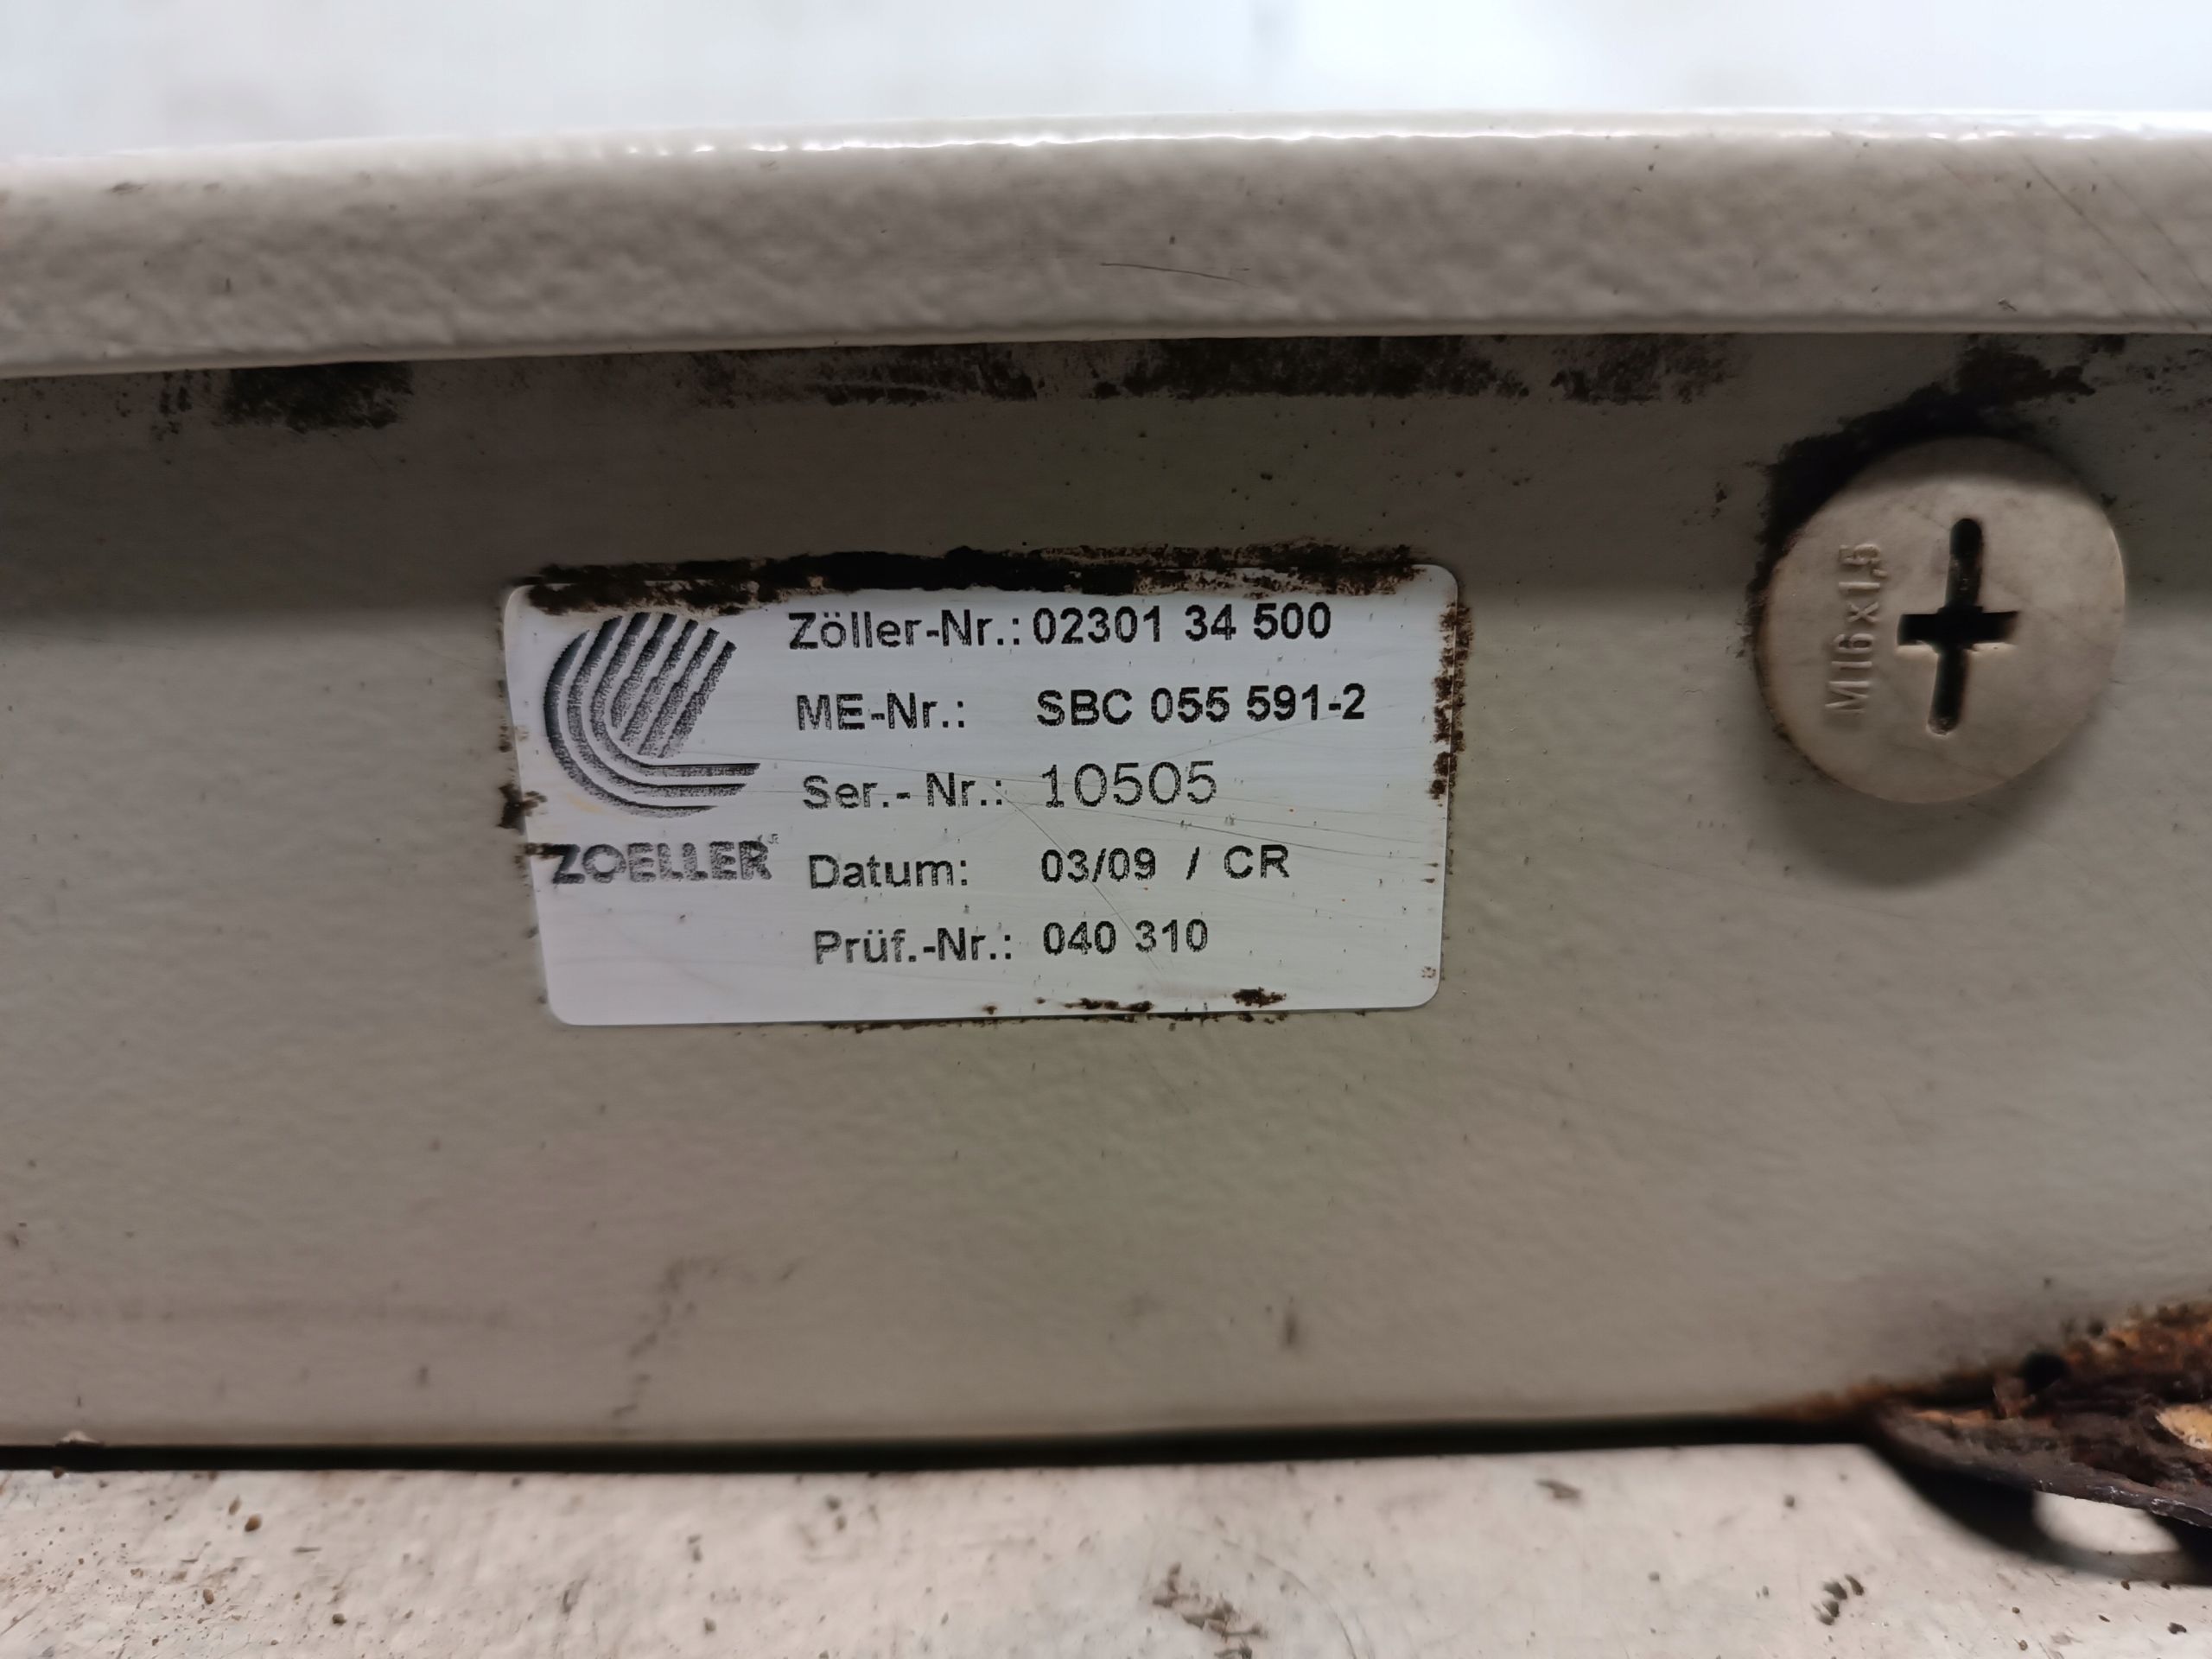 Zöller-Nr.: 02301 34 500
ME-Nr.: SBC 055 591-2
Ser.- Nr.: 10505
ZOELLER
Datum: 03/09 / CR
Prüf.-Nr.: 040 310
M16x1,5